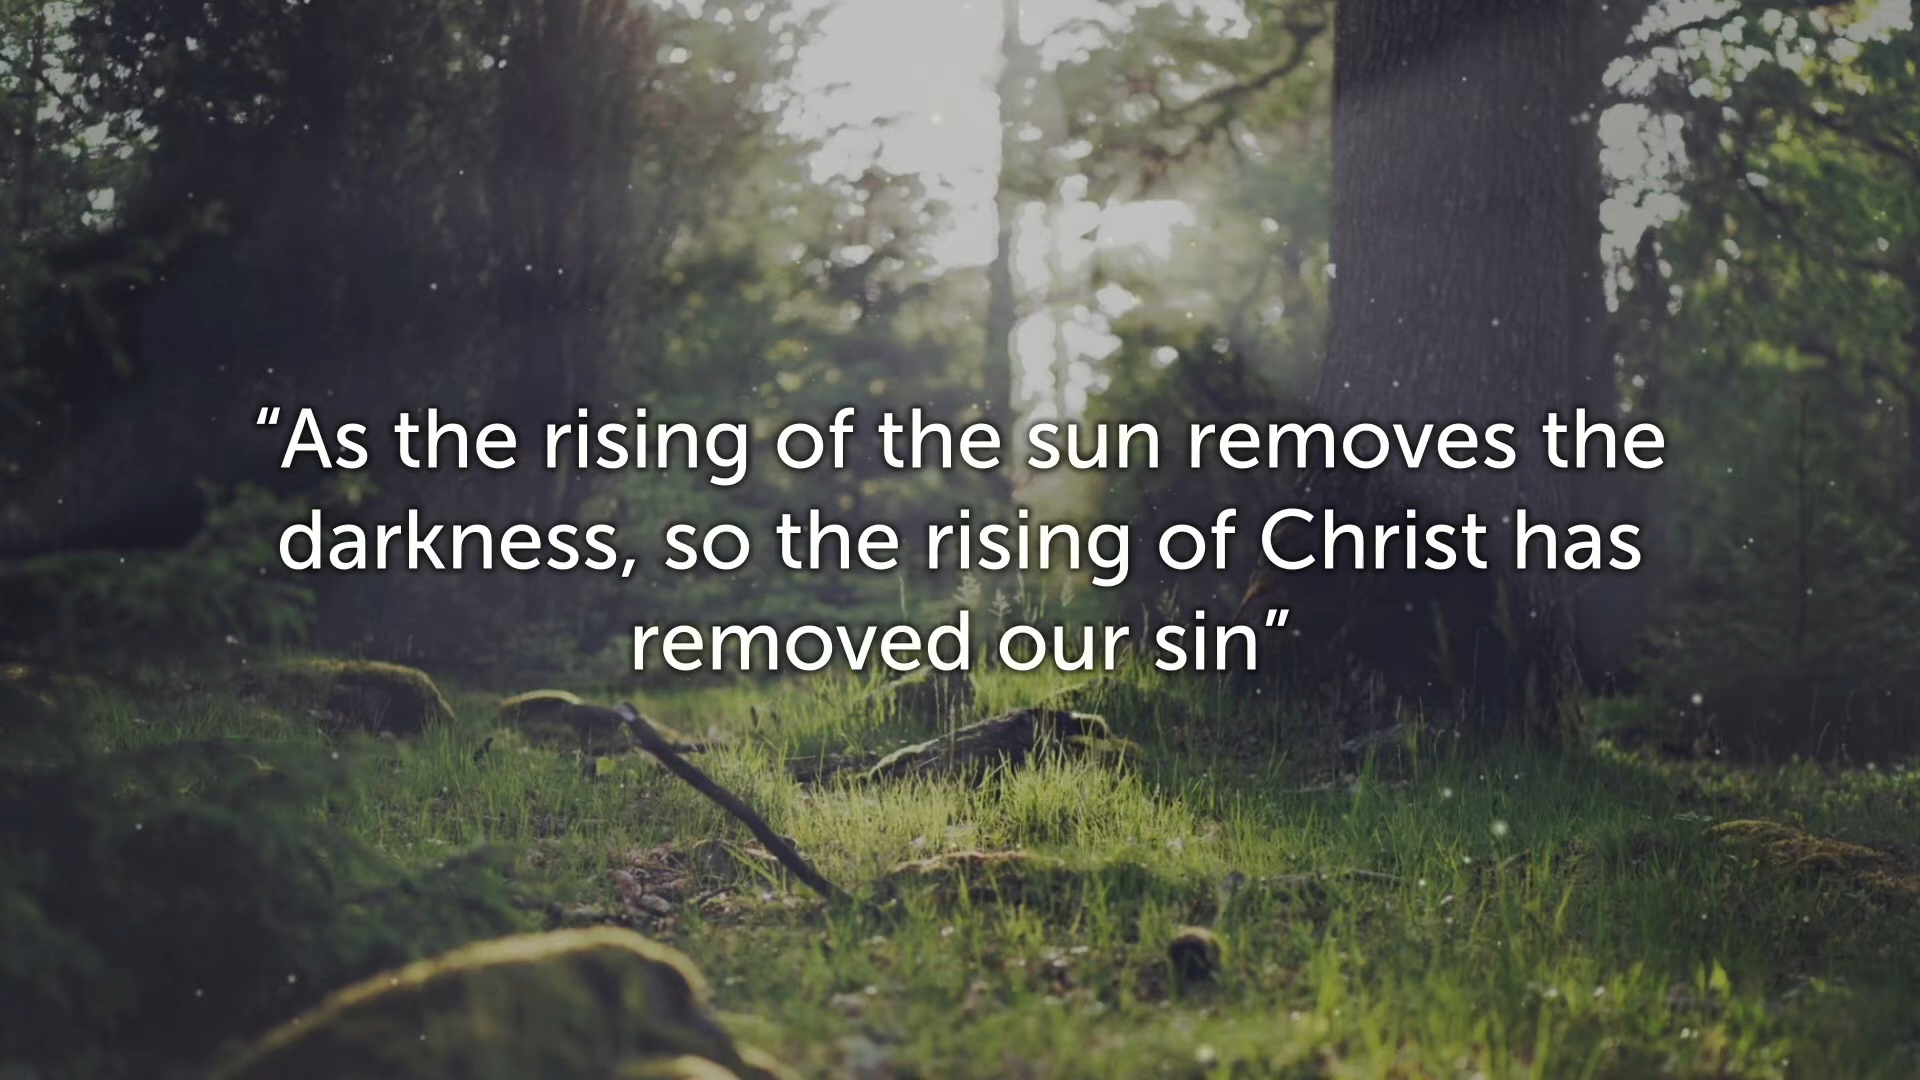 “As the rising of the sun removes the
darkness, so the rising of Christ has
removed our sin”